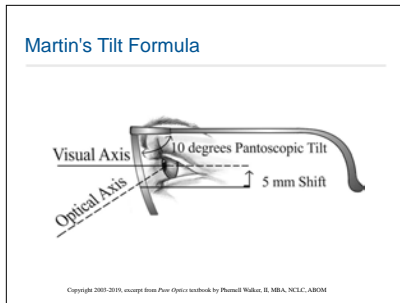 Martin's Tilt Formula
10 degrees Pantoscopic Tilt
Visual Axis
5 mm Shift
Optical Axis
Copyright 2005-2019, excerpt from Pure Optics textbook by Phernell Walker, II, MBA, NCLC, ABOM